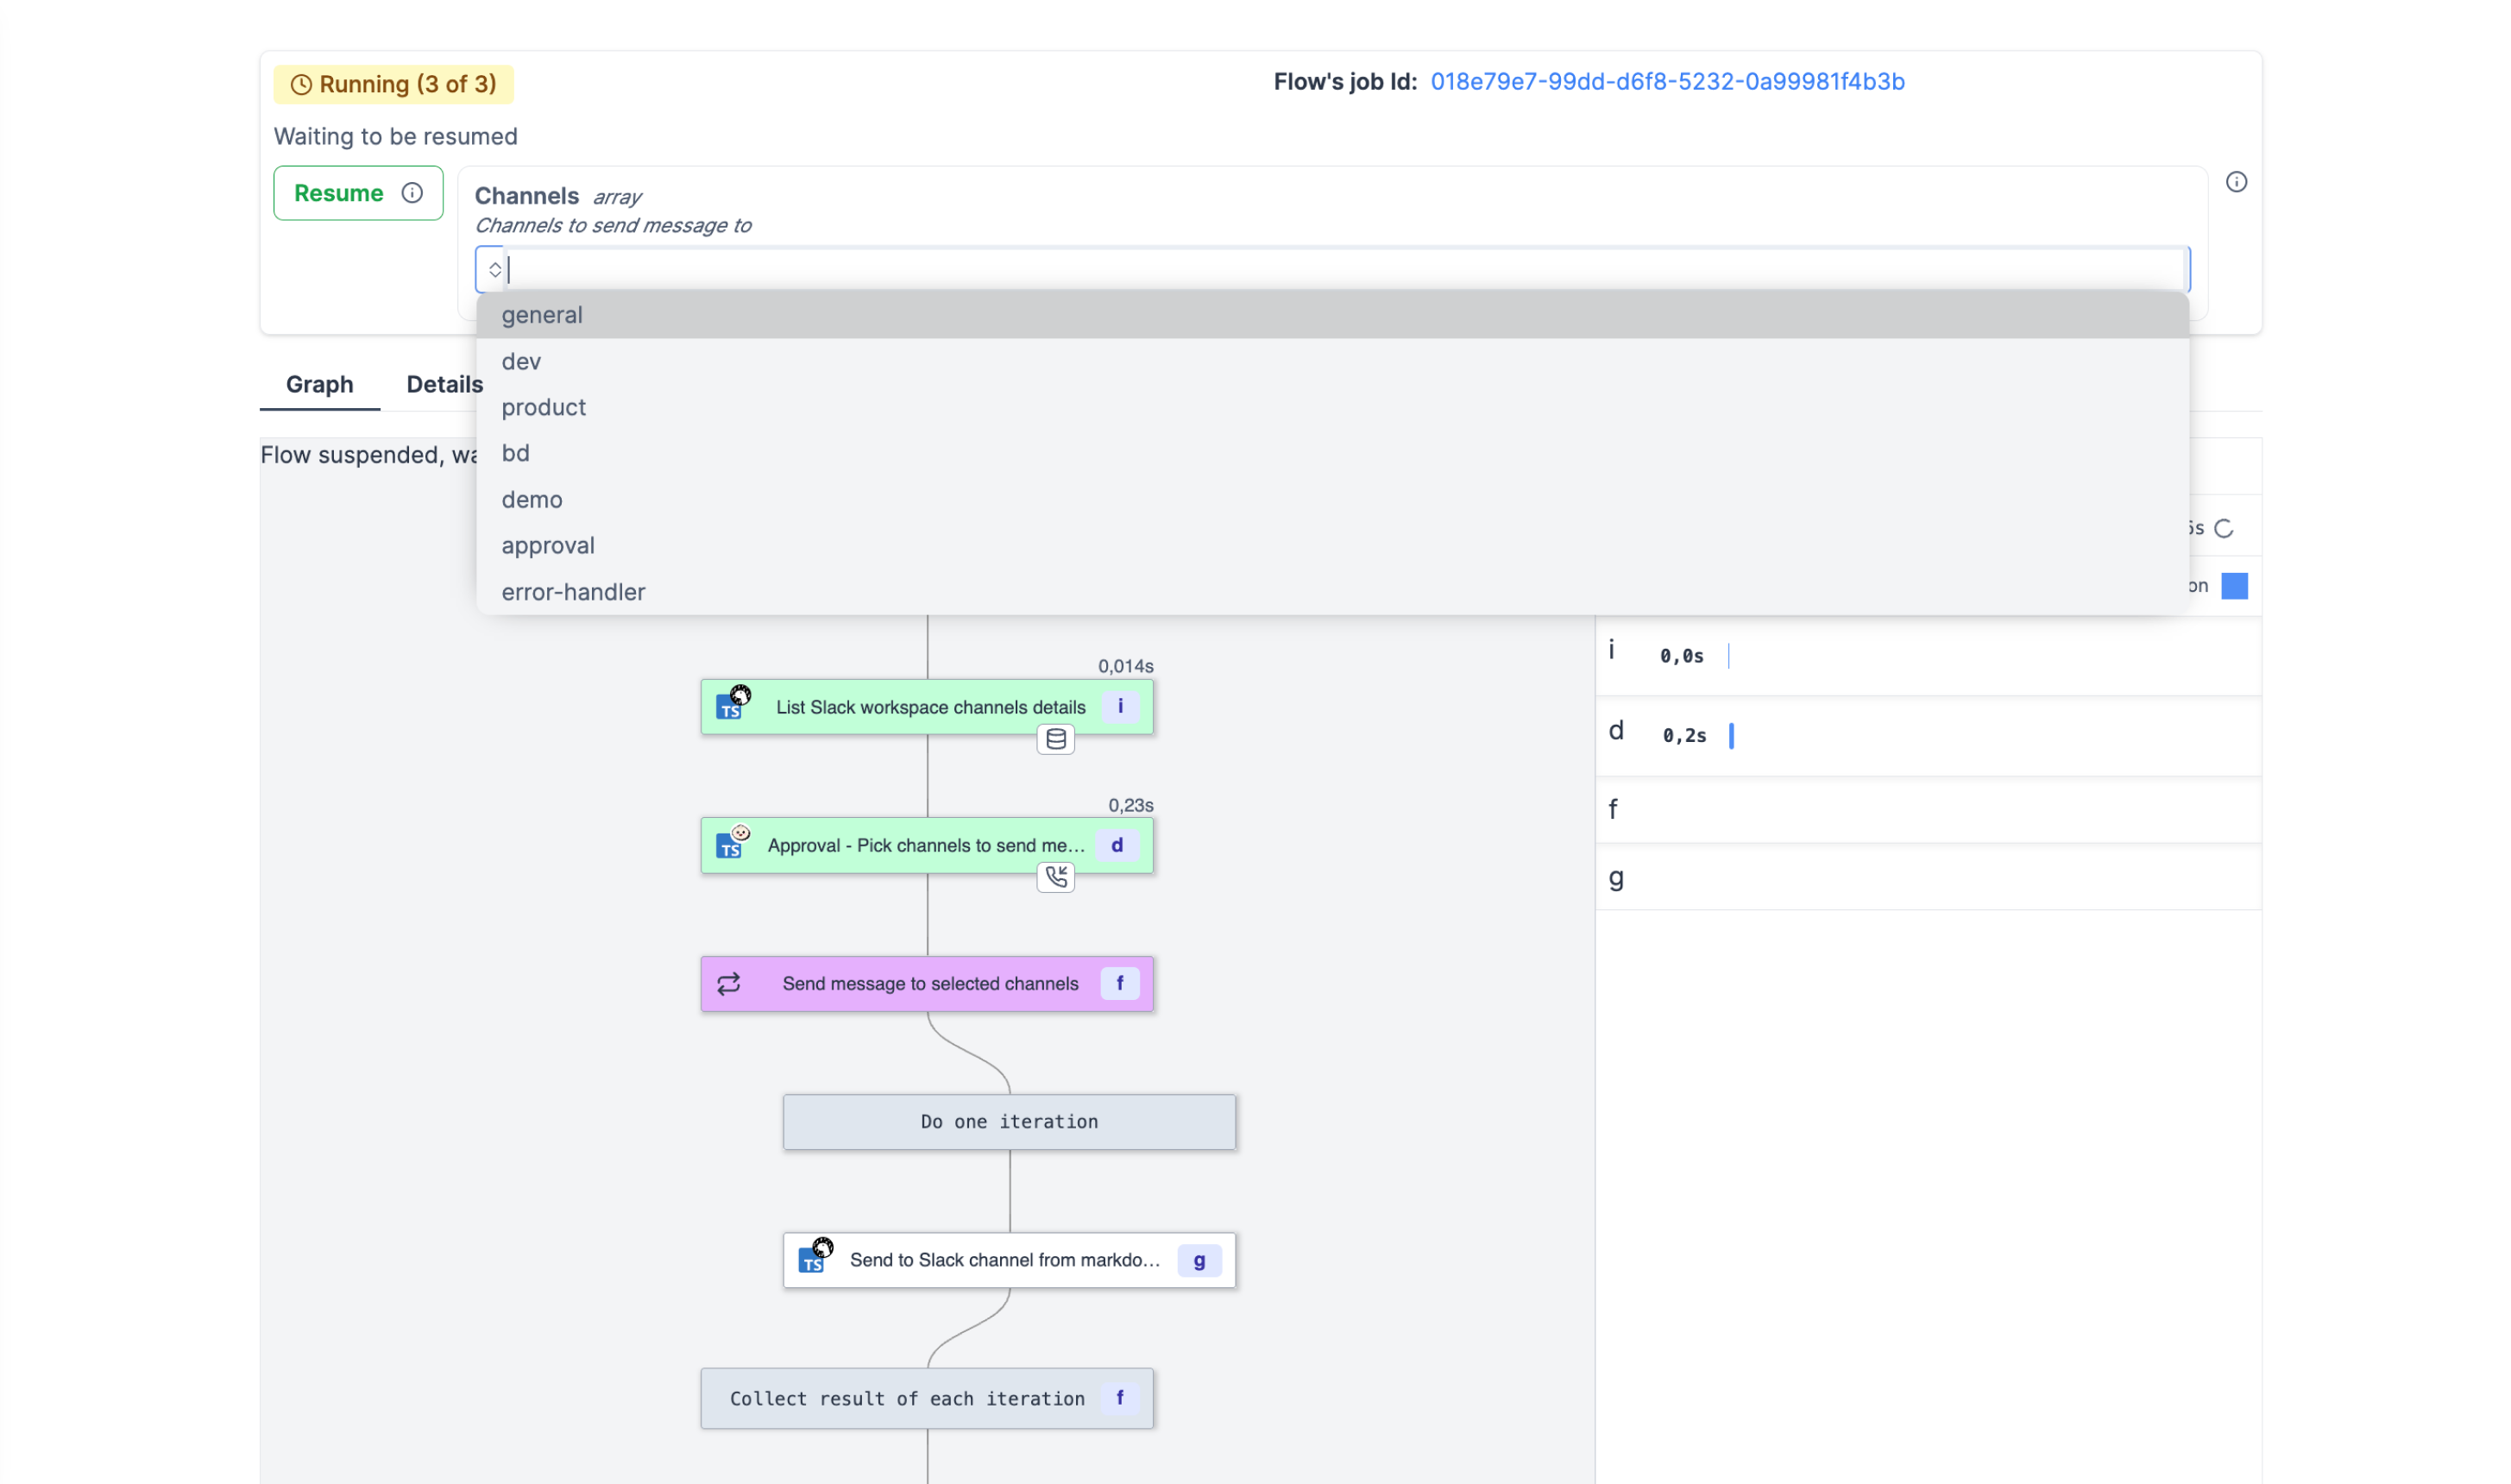 Running (3 of 3)
Flow's job Id: 018e79e7-99dd-d6f8-5232-0a99981f4b3b
Waiting to be resumed
Resume
Channels array
Channels to send message to
general
dev
product
bd
demo
approval
error-handler
Graph Details
Flow suspended,
0,014s
TS List Slack workspace channels details i
0,23s
TS Approval - Pick channels to send me... d
Send message to selected channels f
Do one iteration
TS Send to Slack channel from markdo... g
Collect result of each iteration f
i 0,0s
d 0,2s
f
g